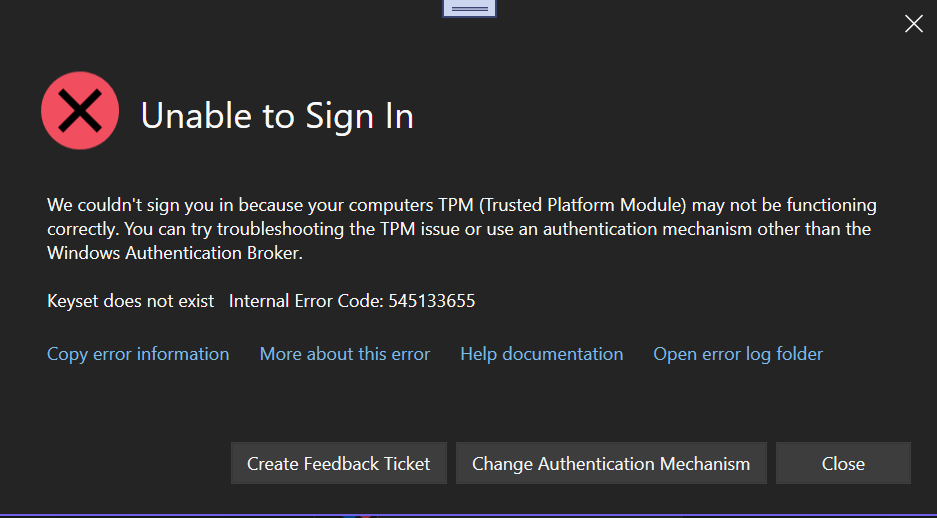 Unable to Sign In
We couldn't sign you in because your computers TPM (Trusted Platform Module) may not be functioning
correctly. You can try troubleshooting the TPM issue or use an authentication mechanism other than the
Windows Authentication Broker.
Keyset does not exist   Internal Error Code: 545133655
Copy error information   More about this error   Help documentation   Open error log folder
Create Feedback Ticket   Change Authentication Mechanism   Close